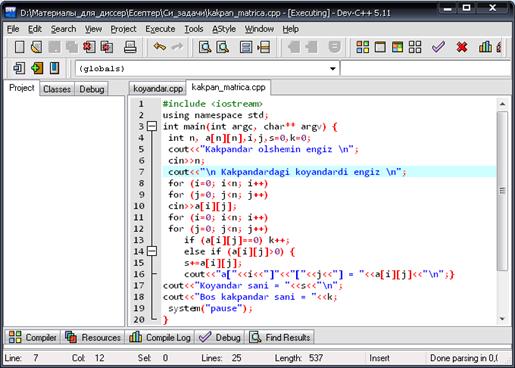 D:\Материалы_для_диссер\Есептер\Си_задачи\kakpan_matrica.cpp - [Executing] - Dev-C++ 5.11
File Edit Search View Project Execute Tools AStyle Window Help
(globals)
Project Classes Debug koyandar.cpp kakpan_matrica.cpp
1 #include <iostream>
2 using namespace std;
3 int main(int argc, char** argv) {
4 int n, a[n][n],i,j,s=0,k=0;
5 cout<<"Kakpandar olshemin engiz \n";
6 cin>>n;
7 cout<<"\n Kakpandardagi koyandardi engiz \n";
8 for (i=0; i<n; i++)
9 for (j=0; j<n; j++)
10 cin>>a[i][j];
11 for (i=0; i<n; i++)
12 for (j=0; j<n; j++)
13 if (a[i][j]==0) k++;
14 else if (a[i][j]>0) {
15 s+=a[i][j];
16 cout<<"a["<<i<<"]"<<"["<<j<<"] = "<<a[i][j]<<"\n";}
17 cout<<"Koyandar sani = "<<s<<"\n";
18 cout<<"Bos kakpandar sani = "<<k;
19 system("pause");
20 }
Compiler Resources Compile Log Debug Find Results
Line: 7 Col: 12 Sel: 0 Lines: 25 Length: 537 Insert Done parsing in 0,(